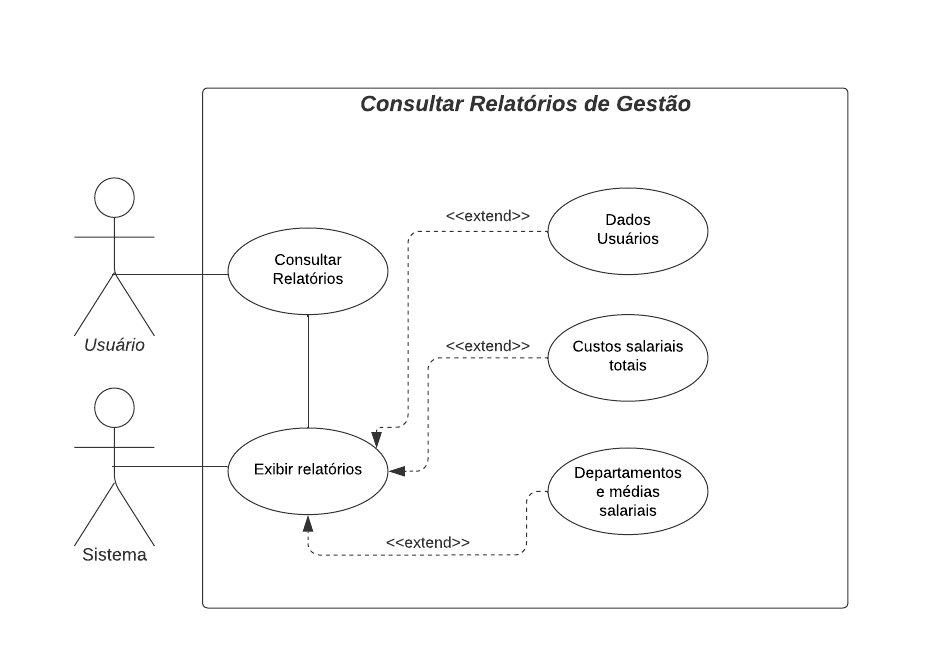 Consultar Relatórios de Gestão
<<extend>>
Dados
Usuários
Consultar
Relatórios
Usuário
<<extend>>
Custos salariais
totais
Exibir relatórios
Departamentos
e médias
salariais
<<extend>>
Sistema